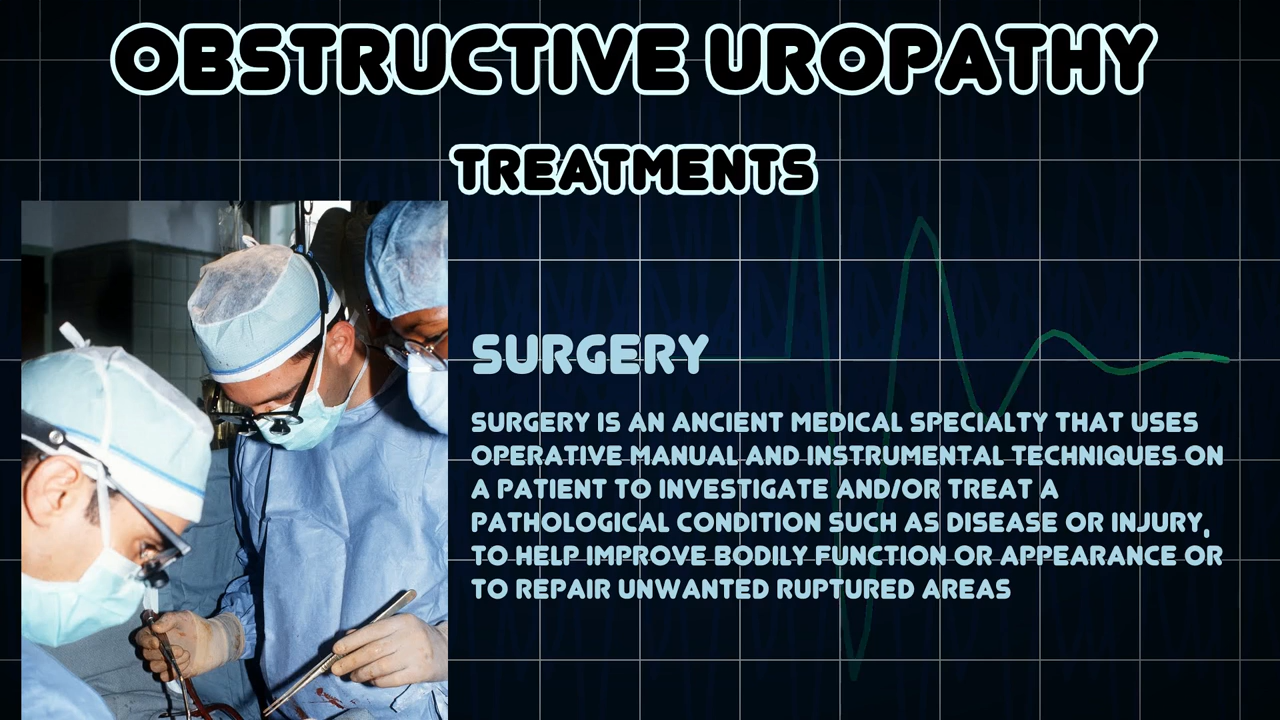 OBSTRUCTIVE UROPATHY
TREATMENTS
SURGERY
SURGERY IS AN ANCIENT MEDICAL SPECIALTY THAT USES
OPERATIVE MANUAL AND INSTRUMENTAL TECHNIQUES ON
A PATIENT TO INVESTIGATE AND/OR TREAT A
PATHOLOGICAL CONDITION SUCH AS DISEASE OR INJURY,
TO HELP IMPROVE BODILY FUNCTION OR APPEARANCE OR
TO REPAIR UNWANTED RUPTURED AREAS